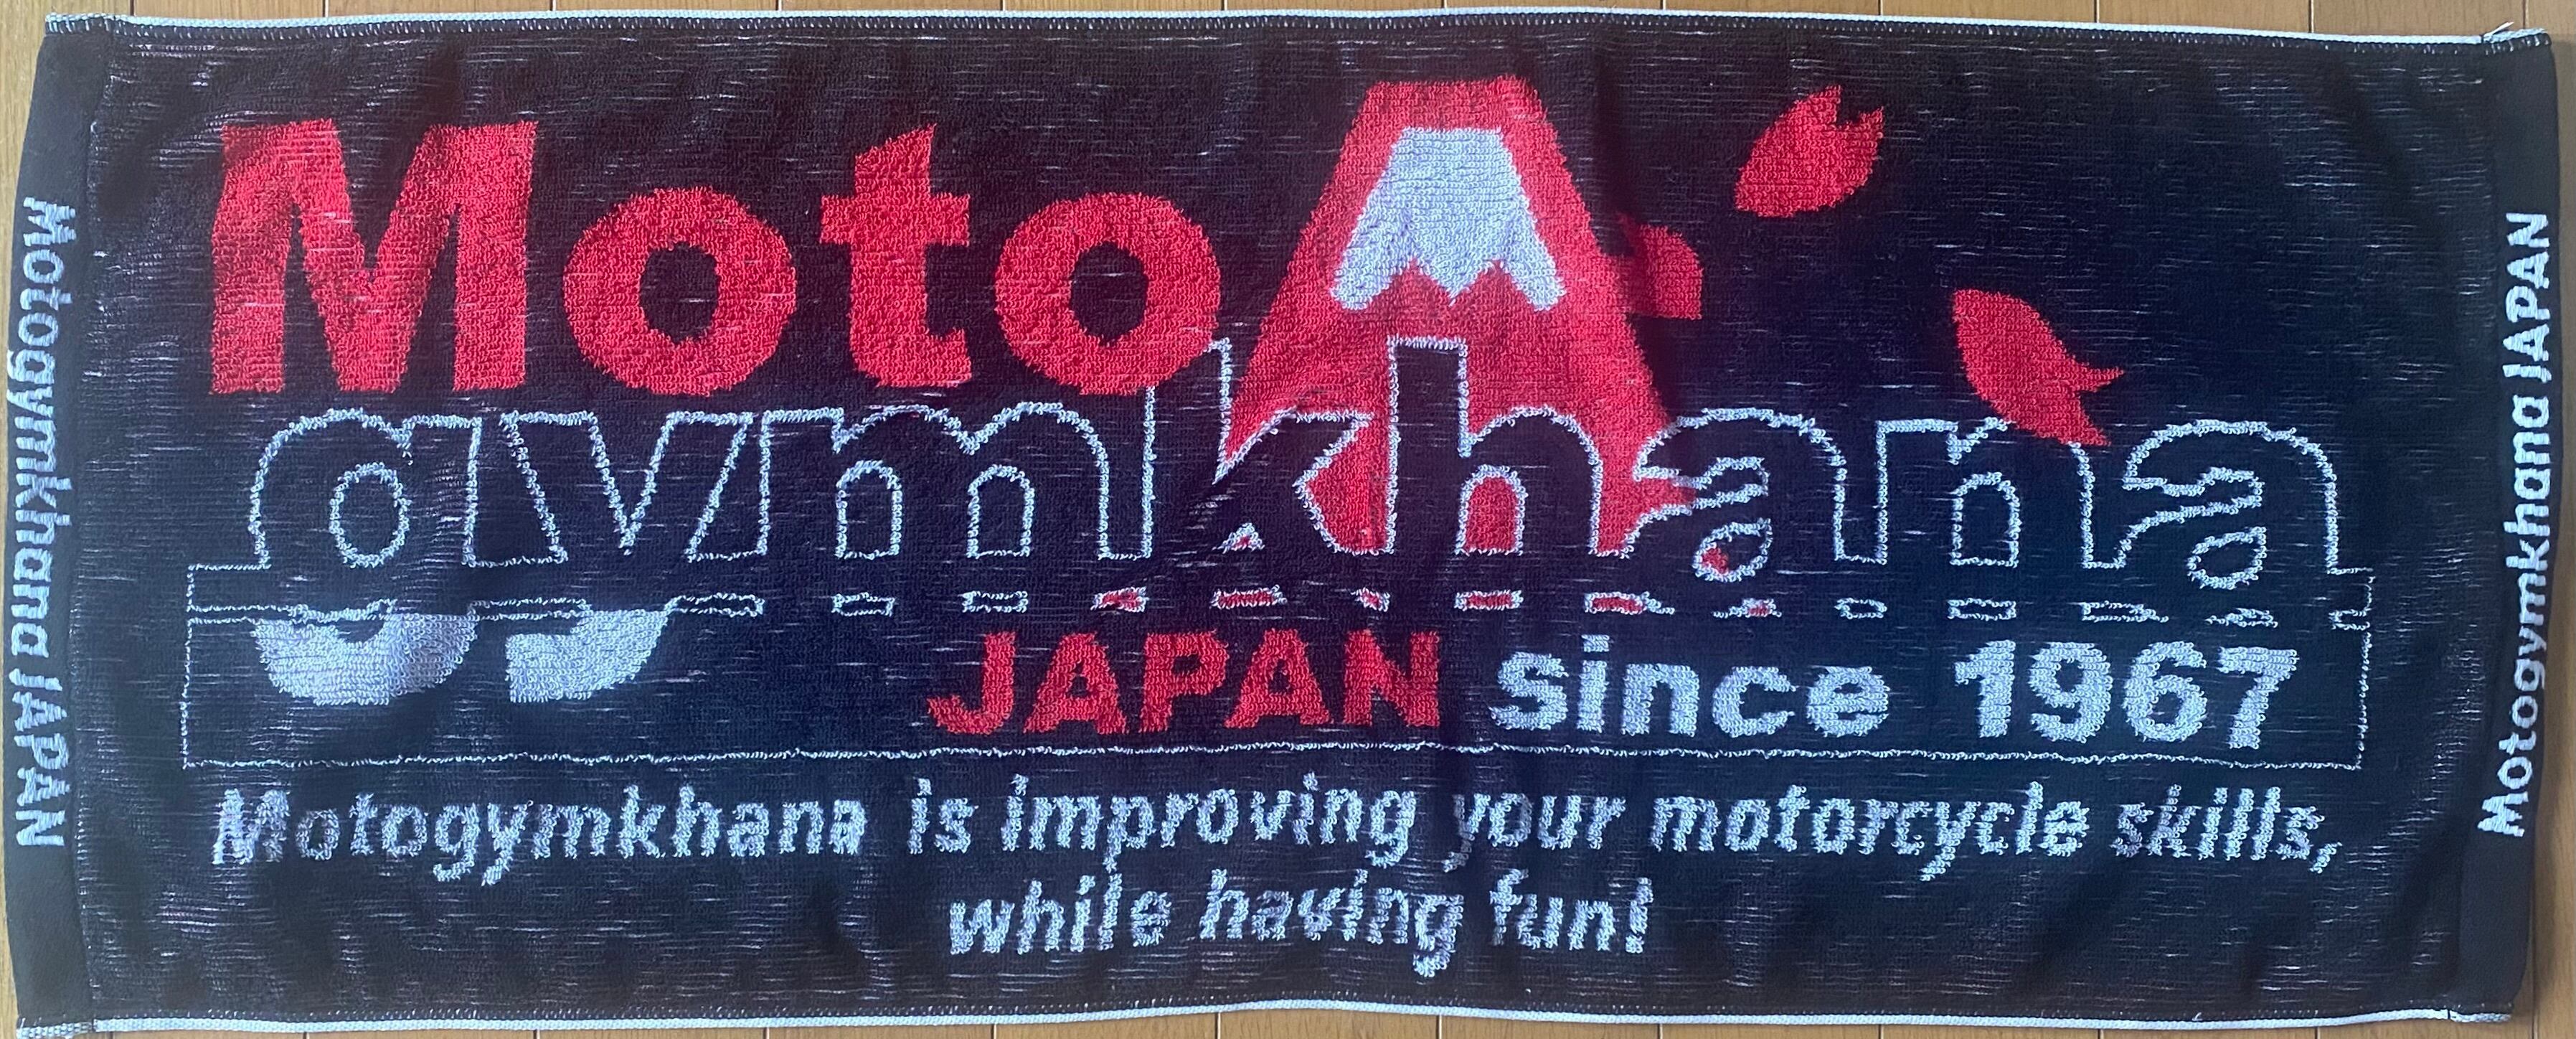 Moto
gymkhana
JAPAN since 1967
Motogymkhana is improving your motorcycle skills,
while having fun!
Motogymkhana JAPAN
Motogymkhana JAPAN